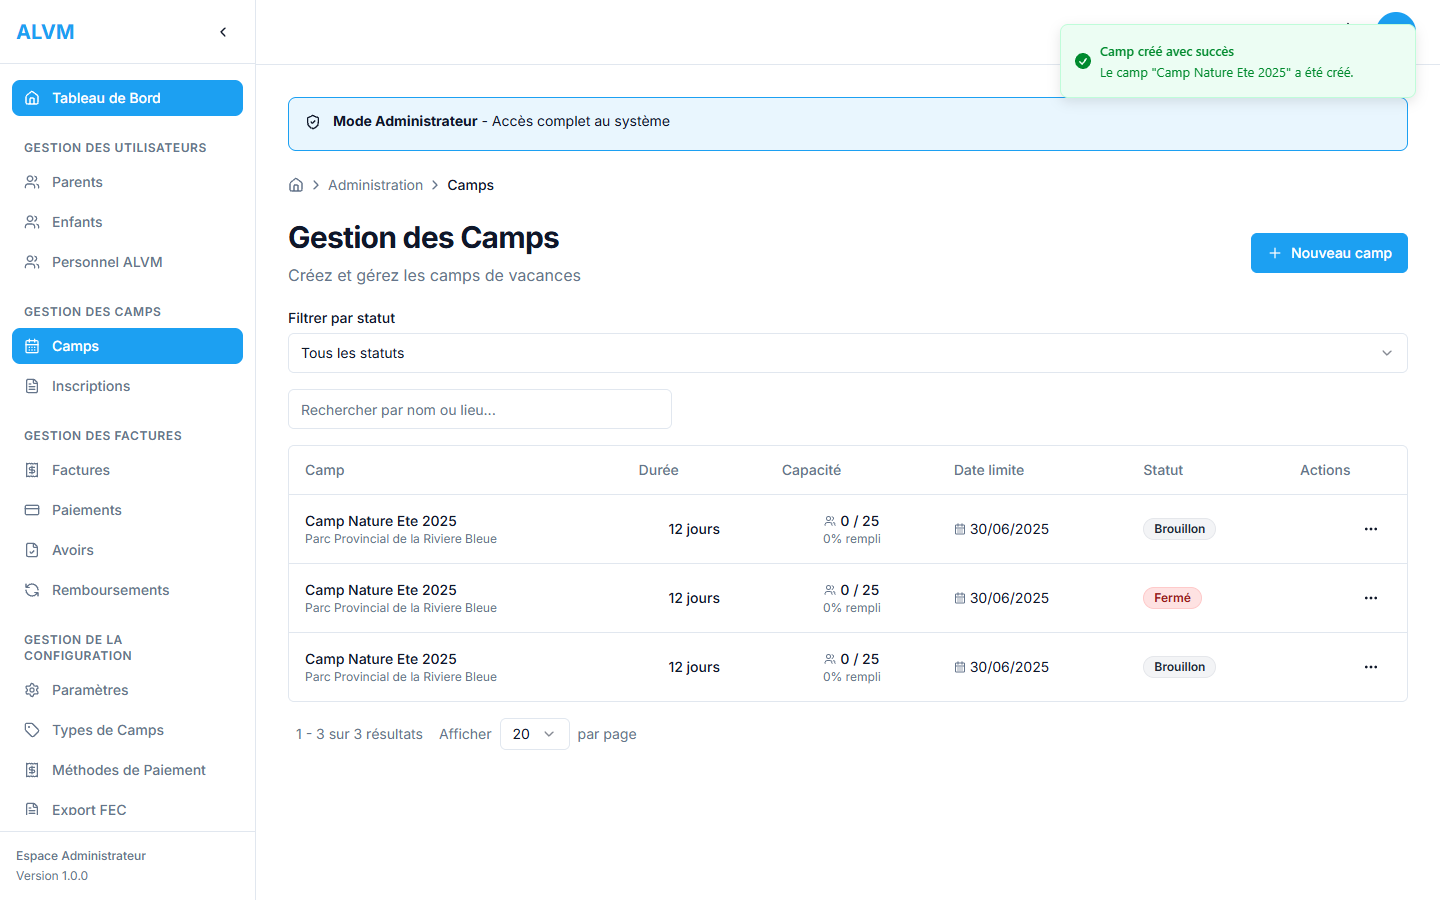 ALVM
Tableau de Bord
GESTION DES UTILISATEURS
Parents
Enfants
Personnel ALVM
GESTION DES CAMPS
Camps
Inscriptions
GESTION DES FACTURES
Factures
Paiements
Avoirs
Remboursements
GESTION DE LA
CONFIGURATION
Paramètres
Types de Camps
Méthodes de Paiement
Export FEC
Espace Administrateur
Version 1.0.0
Camp créé avec succès
Le camp "Camp Nature Ete 2025" a été créé.
Mode Administrateur - Accès complet au système
Administration
Camps
Gestion des Camps
Créez et gérez les camps de vacances
Nouveau camp
Filtrer par statut
Tous les statuts
Rechercher par nom ou lieu...
Camp Durée Capacité Date limite Statut Actions
Camp Nature Ete 2025 12 jours 0 / 25 30/06/2025 Brouillon
Parc Provincial de la Riviere Bleue 0% rempli
Camp Nature Ete 2025 12 jours 0 / 25 30/06/2025 Fermé
Parc Provincial de la Riviere Bleue 0% rempli
Camp Nature Ete 2025 12 jours 0 / 25 30/06/2025 Brouillon
Parc Provincial de la Riviere Bleue 0% rempli
1 - 3 sur 3 résultats Afficher 20 par page